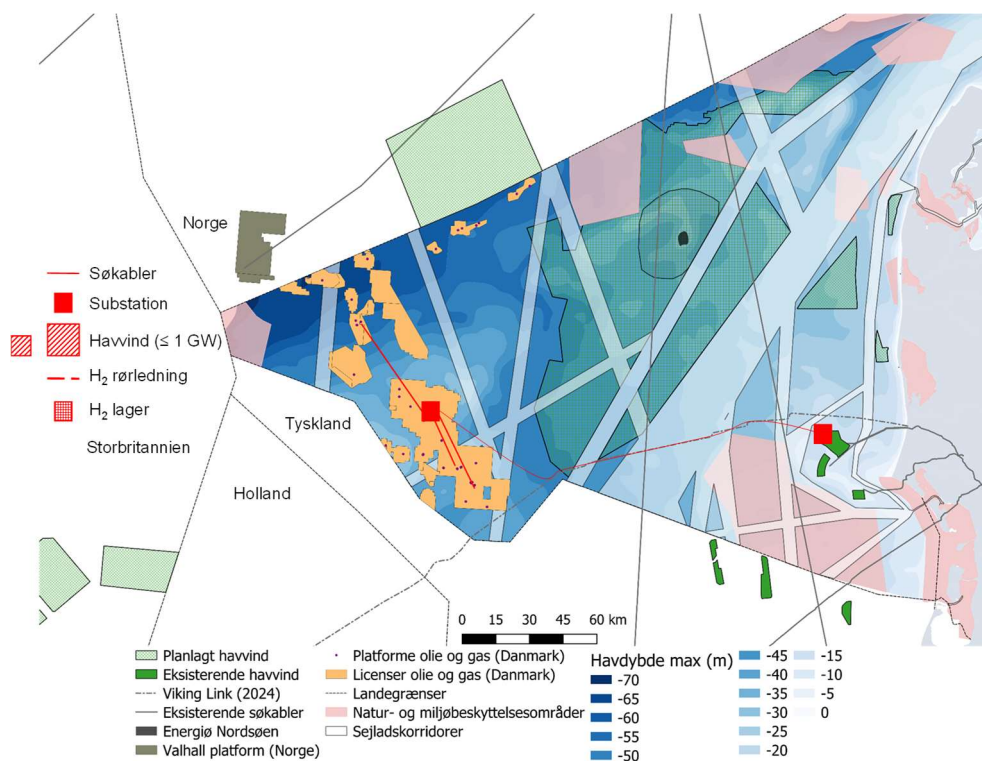 Norge
Søkabler
Substation
Havvind (≤ 1 GW)
H₂ rørledning
H₂ lager
Storbritannien
Tyskland
Holland
0 15 30 45 60 km
Planlagt havvind
Eksisterende havvind
Viking Link (2024)
Eksisterende søkabler
Energiø Nordsøen
Valhall platform (Norge)
Platforme olie og gas (Danmark)
Licenser olie og gas (Danmark)
Landegrænser
Natur- og miljøbeskyttelsesområder
Sejladskorridorer
Havdybde max (m)
-70
-65
-60
-55
-50
-45
-40
-35
-30
-25
-20
-15
-10
-5
0